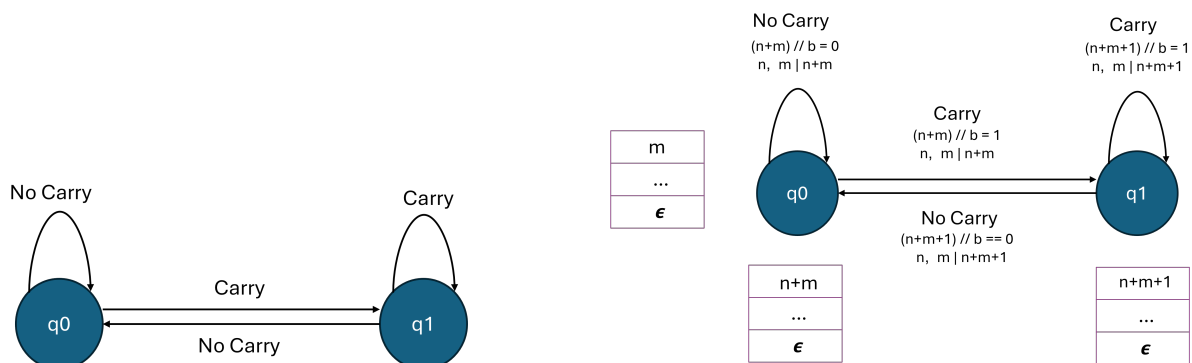 No Carry
Carry
Carry
No Carry
q0
q1
m
...
ϵ
No Carry
(n+m) // b = 0
n, m | n+m
Carry
(n+m+1) // b = 1
n, m | n+m+1
Carry
(n+m) // b = 1
n, m | n+m
q0
q1
No Carry
(n+m+1) // b == 0
n, m | n+m+1
n+m
...
ϵ
n+m+1
...
ϵ